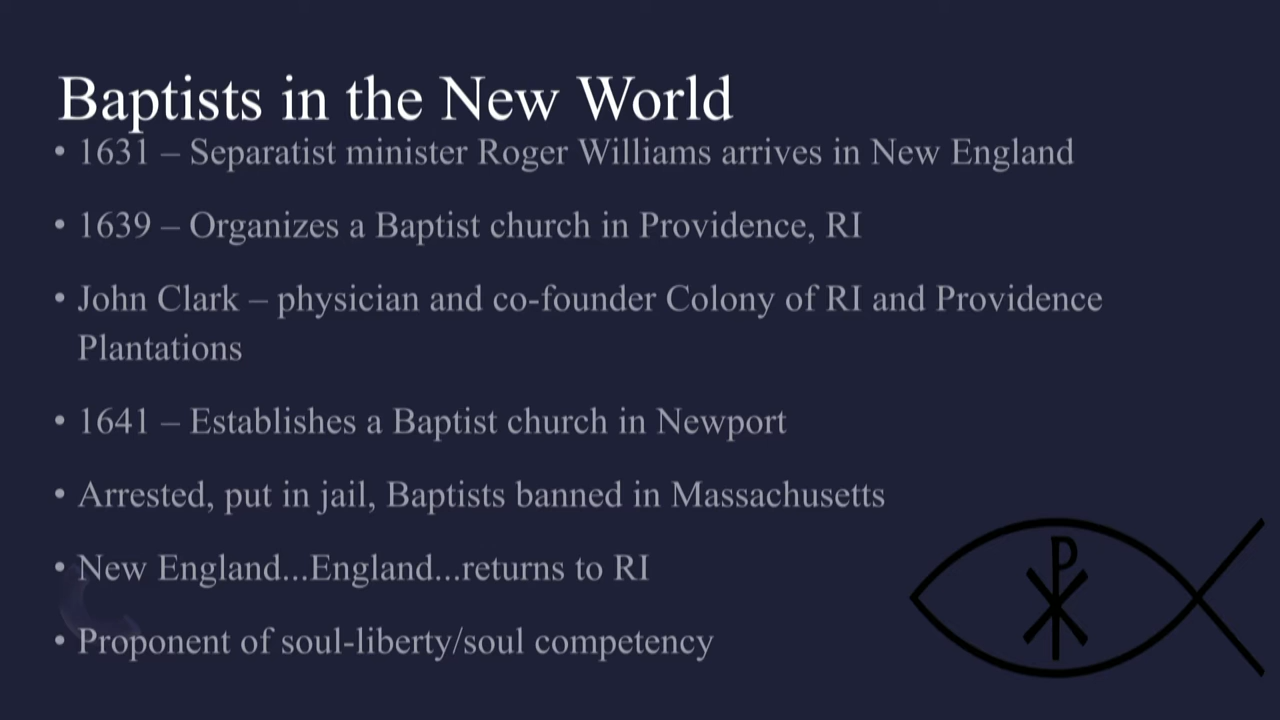 Baptists in the New World
• 1631 – Separatist minister Roger Williams arrives in New England
• 1639 – Organizes a Baptist church in Providence, RI
• John Clark – physician and co-founder Colony of RI and Providence
Plantations
• 1641 – Establishes a Baptist church in Newport
• Arrested, put in jail, Baptists banned in Massachusetts
• New England...England...returns to RI
• Proponent of soul-liberty/soul competency